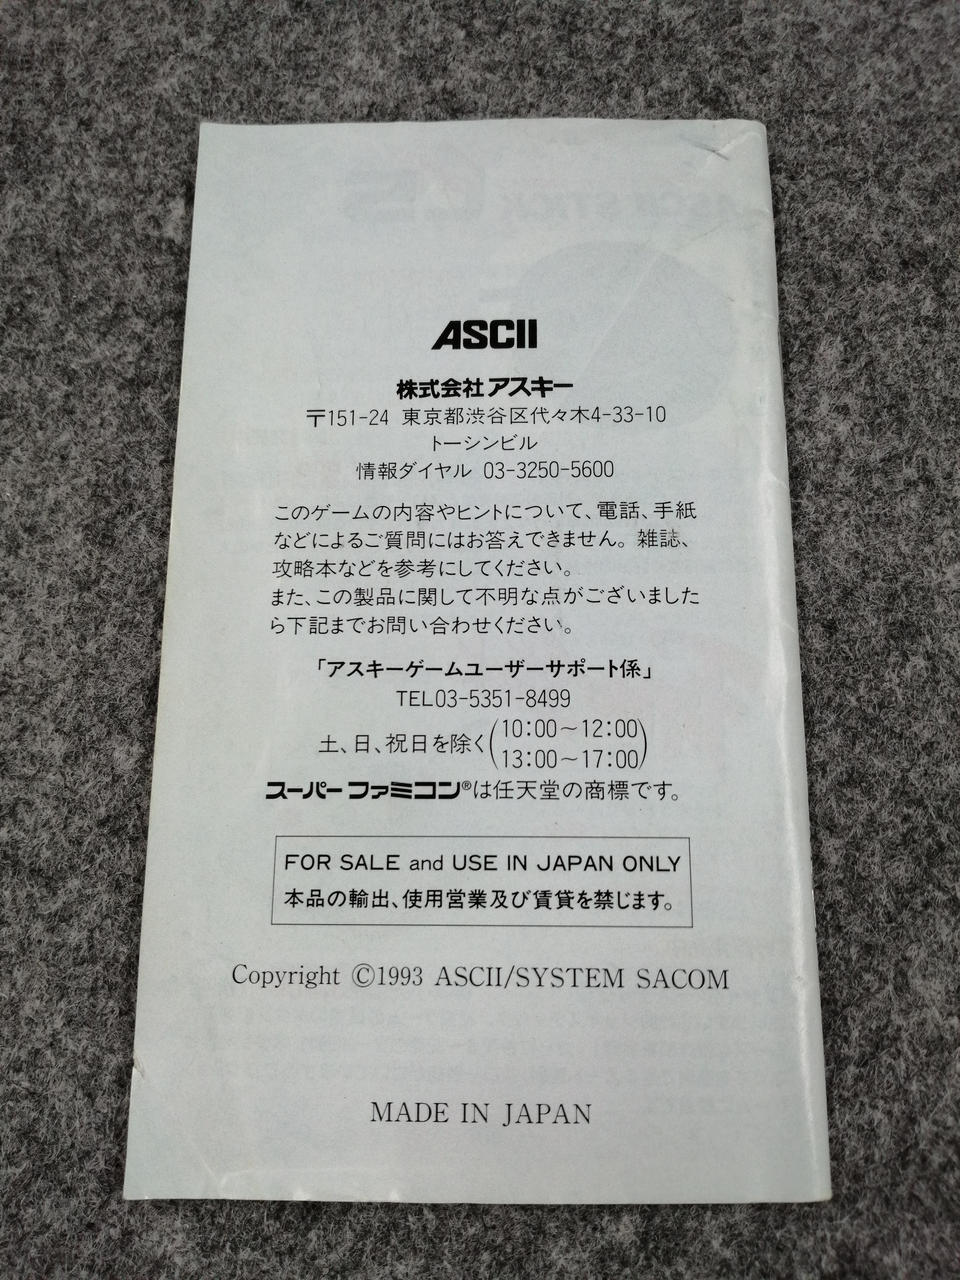 ASCII
株式会社アスキー
〒151-24 東京都渋谷区代々木4-33-10
トーシンビル
情報ダイヤル 03-3250-5600
このゲームの内容やヒントについて、電話、手紙
などによるご質問にはお答えできません。雑誌、
攻略本などを参考にしてください。
また、この製品に関して不明な点がございました
ら下記までお問い合わせください。
「アスキーゲームユーザーサポート係」
TEL03-5351-8499
土、日、祝日を除く(10:00～12:00
13:00～17:00)
スーパーファミコン®は任天堂の商標です。
FOR SALE and USE IN JAPAN ONLY
本品の輸出、使用営業及び賃貸を禁じます。
Copyright ©1993 ASCII/SYSTEM SACOM
MADE IN JAPAN